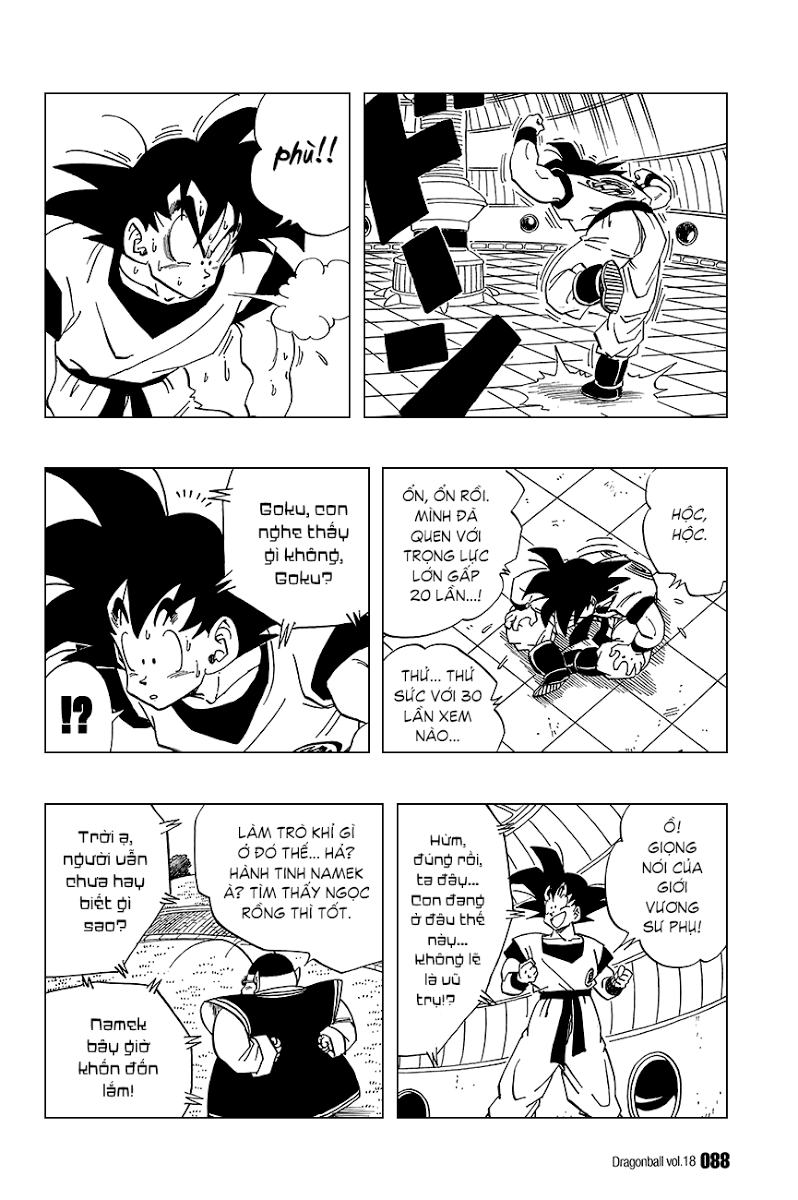 phù!!
HỘC,
HỘC.
ỔN, ỔN RỒI.
MÌNH ĐÃ
QUEN VỚI
TRỌNG LỰC
LỚN GẤP
20 LẦN...!
THỬ... THỬ
SỨC VỚI 30
LẦN XEM
NÀO...
Goku, con
nghe thấy
gì không,
Goku?
!?
Ồ!
GIỌNG
NÓI CỦA
GIỚI
VƯƠNG
SƯ PHỤ!
Hừm,
đúng rồi,
ta đây...
Con đang
ở đâu thế
này...
không lẽ
là vũ
trụ!?
LÀM TRÒ KHỈ GÌ
Ở ĐÓ THẾ... HẢ?
HÀNH TINH NAMEK
À? TÌM THẤY NGỌC
RỒNG THÌ TỐT.
Trời ạ,
ngươi vẫn
chưa hay
biết gì
sao?
Namek
bây giờ
khốn đốn
lắm!
Dragonball vol.18 088